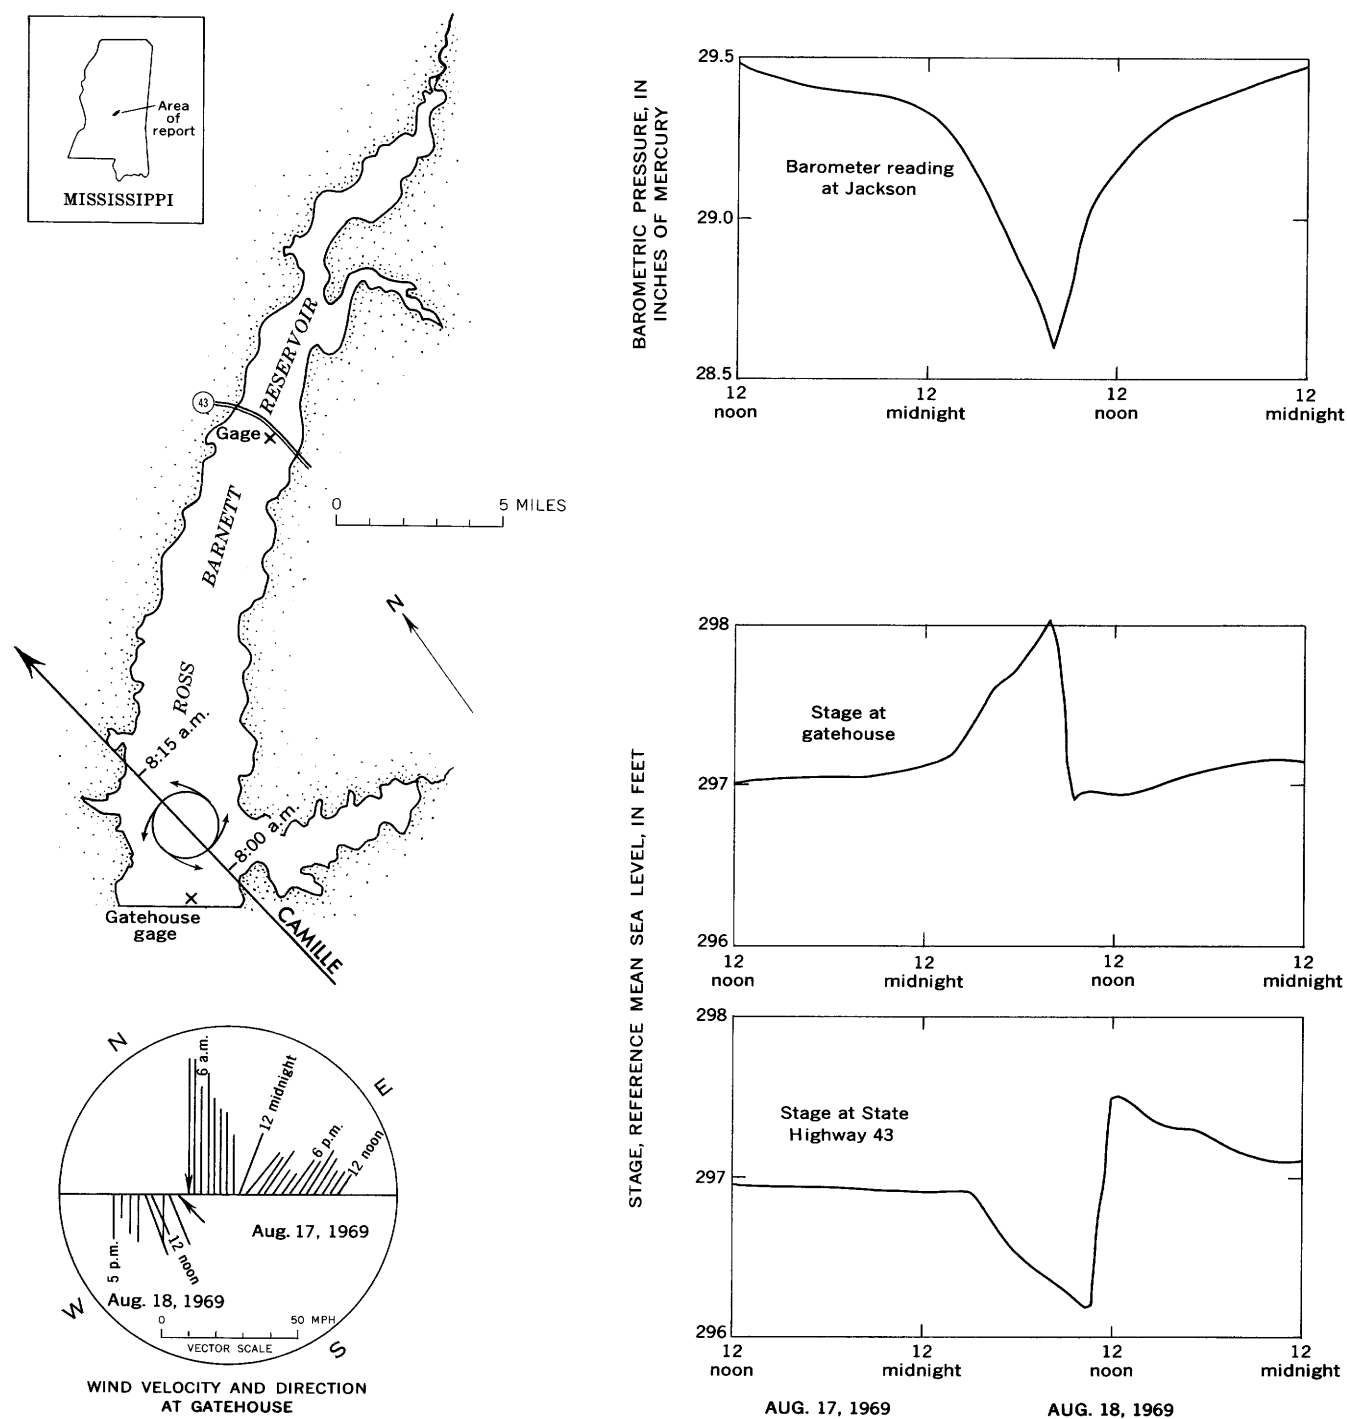 Area
of
report
MISSISSIPPI
43
Gage
RESERVOIR
BARNETT
ROSS
0 5 MILES
N
8:15 a.m.
8:00 a.m.
CAMILLE
Gatehouse
gage
N
E
W
S
6 a.m.
12 midnight
6 p.m.
12 noon
Aug. 17, 1969
5 p.m.
12 noon
Aug. 18, 1969
0 50 MPH
VECTOR SCALE
WIND VELOCITY AND DIRECTION
AT GATEHOUSE
BAROMETRIC PRESSURE, IN
INCHES OF MERCURY
29.5
29.0
28.5
Barometer reading
at Jackson
12 12 12 12
noon midnight noon midnight
STAGE, REFERENCE MEAN SEA LEVEL, IN FEET
298
297
296
Stage at
gatehouse
12 12 12 12
noon midnight noon midnight
298
297
296
Stage at State
Highway 43
12 12 12 12
noon midnight noon midnight
AUG. 17, 1969 AUG. 18, 1969